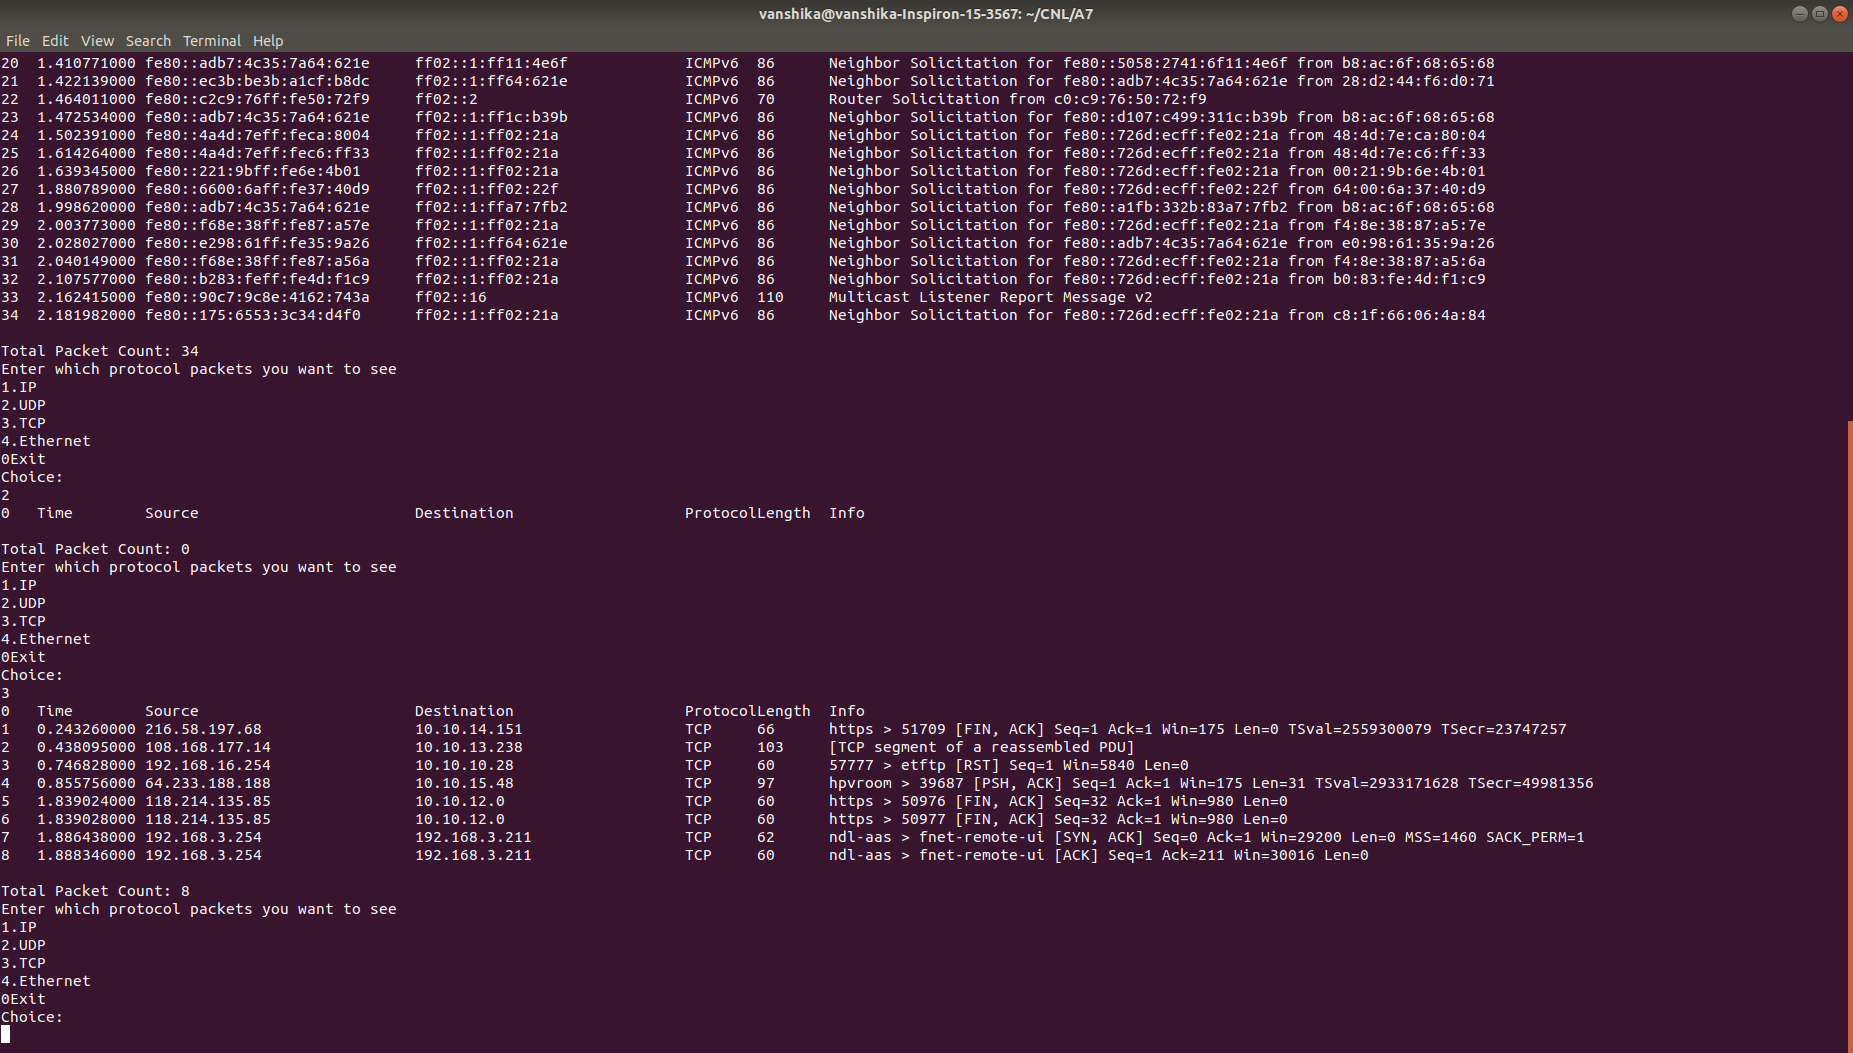 vanshika@vanshika-Inspiron-15-3567: ~/CNL/A7
File Edit View Search Terminal Help
20 1.410771000 fe80::adb7:4c35:7a64:621e ff02::1:ff11:4e6f ICMPv6 86 Neighbor Solicitation for fe80::5058:2741:6f11:4e6f from b8:ac:6f:68:65:68
21 1.422139000 fe80::ec3b:be3b:a1cf:b8dc ff02::1:ff64:621e ICMPv6 86 Neighbor Solicitation for fe80::adb7:4c35:7a64:621e from 28:d2:44:f6:d0:71
22 1.464011000 fe80::c2c9:76ff:fe50:72f9 ff02::2 ICMPv6 70 Router Solicitation from c0:c9:76:50:72:f9
23 1.472534000 fe80::adb7:4c35:7a64:621e ff02::1:ff1c:b39b ICMPv6 86 Neighbor Solicitation for fe80::d107:c499:311c:b39b from b8:ac:6f:68:65:68
24 1.502391000 fe80::4a4d:7eff:feca:8004 ff02::1:ff02:21a ICMPv6 86 Neighbor Solicitation for fe80::726d:ecff:fe02:21a from 48:4d:7e:ca:80:04
25 1.614264000 fe80::4a4d:7eff:fec6:ff33 ff02::1:ff02:21a ICMPv6 86 Neighbor Solicitation for fe80::726d:ecff:fe02:21a from 48:4d:7e:c6:ff:33
26 1.639345000 fe80::221:9bff:fe6e:4b01 ff02::1:ff02:21a ICMPv6 86 Neighbor Solicitation for fe80::726d:ecff:fe02:21a from 00:21:9b:6e:4b:01
27 1.880789000 fe80::6600:6aff:fe37:40d9 ff02::1:ff02:22f ICMPv6 86 Neighbor Solicitation for fe80::726d:ecff:fe02:22f from 64:00:6a:37:40:d9
28 1.998620000 fe80::adb7:4c35:7a64:621e ff02::1:ffa7:7fb2 ICMPv6 86 Neighbor Solicitation for fe80::a1fb:332b:83a7:7fb2 from b8:ac:6f:68:65:68
29 2.003773000 fe80::f68e:38ff:fe87:a57e ff02::1:ff02:21a ICMPv6 86 Neighbor Solicitation for fe80::726d:ecff:fe02:21a from f4:8e:38:87:a5:7e
30 2.028027000 fe80::e298:61ff:fe35:9a26 ff02::1:ff64:621e ICMPv6 86 Neighbor Solicitation for fe80::adb7:4c35:7a64:621e from e0:98:61:35:9a:26
31 2.040149000 fe80::f68e:38ff:fe87:a56a ff02::1:ff02:21a ICMPv6 86 Neighbor Solicitation for fe80::726d:ecff:fe02:21a from f4:8e:38:87:a5:6a
32 2.107577000 fe80::b283:feff:fe4d:f1c9 ff02::1:ff02:21a ICMPv6 86 Neighbor Solicitation for fe80::726d:ecff:fe02:21a from b0:83:fe:4d:f1:c9
33 2.162415000 fe80::90c7:9c8e:4162:743a ff02::16 ICMPv6 110 Multicast Listener Report Message v2
34 2.181982000 fe80::175:6553:3c34:d4f0 ff02::1:ff02:21a ICMPv6 86 Neighbor Solicitation for fe80::726d:ecff:fe02:21a from c8:1f:66:06:4a:84
Total Packet Count: 34
Enter which protocol packets you want to see
1.IP
2.UDP
3.TCP
4.Ethernet
0Exit
Choice:
2
0 Time Source Destination ProtocolLength Info
Total Packet Count: 0
Enter which protocol packets you want to see
1.IP
2.UDP
3.TCP
4.Ethernet
0Exit
Choice:
3
0 Time Source Destination ProtocolLength Info
1 0.243260000 216.58.197.68 10.10.14.151 TCP 66 https > 51709 [FIN, ACK] Seq=1 Ack=1 Win=175 Len=0 TSval=2559300079 TSecr=23747257
2 0.438095000 108.168.177.14 10.10.13.238 TCP 103 [TCP segment of a reassembled PDU]
3 0.746828000 192.168.16.254 10.10.10.28 TCP 60 57777 > etftp [RST] Seq=1 Win=5840 Len=0
4 0.855756000 64.233.188.188 10.10.15.48 TCP 97 hpvroom > 39687 [PSH, ACK] Seq=1 Ack=1 Win=175 Len=31 TSval=2933171628 TSecr=49981356
5 1.839024000 118.214.135.85 10.10.12.0 TCP 60 https > 50976 [FIN, ACK] Seq=32 Ack=1 Win=980 Len=0
6 1.839028000 118.214.135.85 10.10.12.0 TCP 60 https > 50977 [FIN, ACK] Seq=32 Ack=1 Win=980 Len=0
7 1.886438000 192.168.3.254 192.168.3.211 TCP 62 ndl-aas > fnet-remote-ui [SYN, ACK] Seq=0 Ack=1 Win=29200 Len=0 MSS=1460 SACK_PERM=1
8 1.888346000 192.168.3.254 192.168.3.211 TCP 60 ndl-aas > fnet-remote-ui [ACK] Seq=1 Ack=211 Win=30016 Len=0
Total Packet Count: 8
Enter which protocol packets you want to see
1.IP
2.UDP
3.TCP
4.Ethernet
0Exit
Choice: